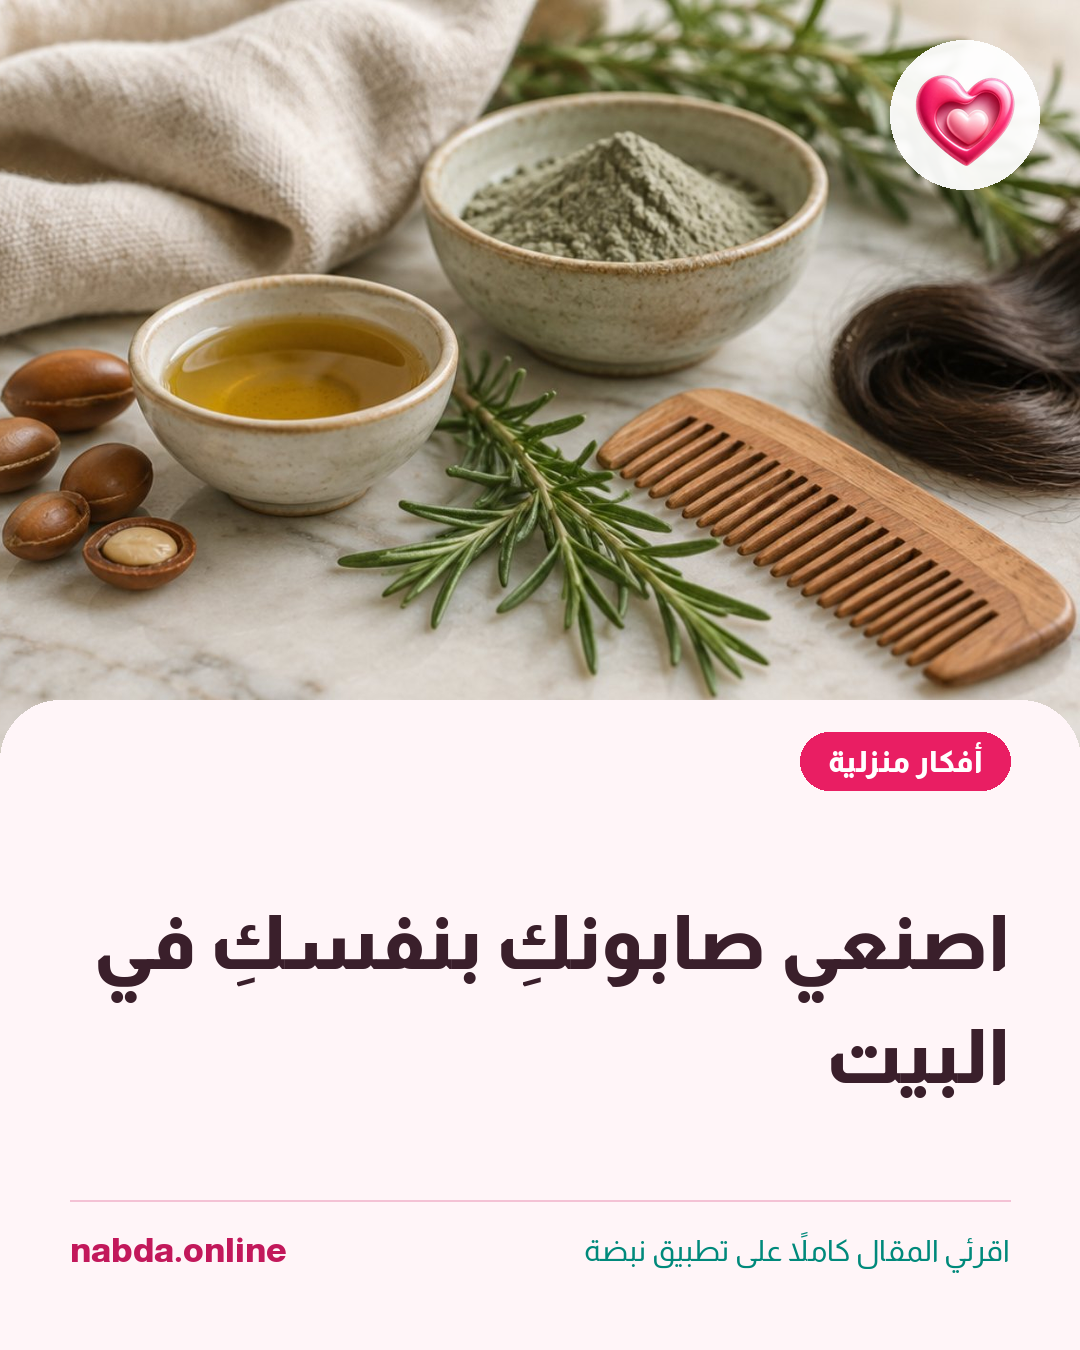 أفكار منزلية
اصنعي صابونكِ بنفسكِ في
البيت
اقرئي المقال كاملًا على تطبيق نبضة
nabda.online